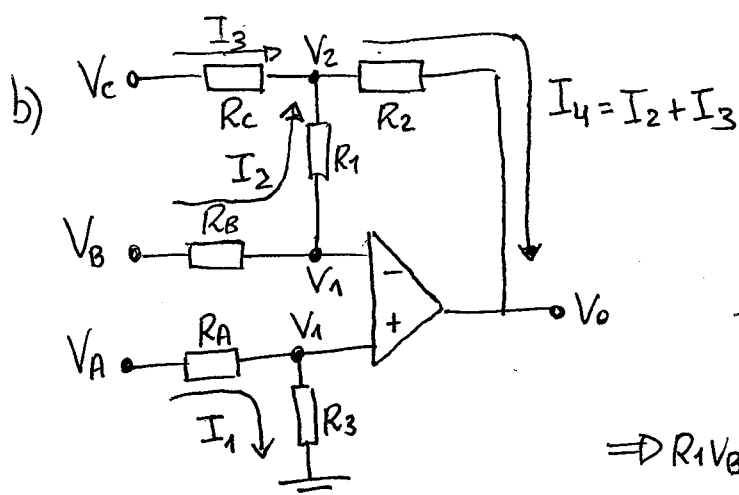 b)
I3
VC
RC
V2
R2
I4 = I2 + I3
I2
R1
VB
RB
V1
−
+
V0
VA
RA
V1
I1
R3
⇒ R1VB